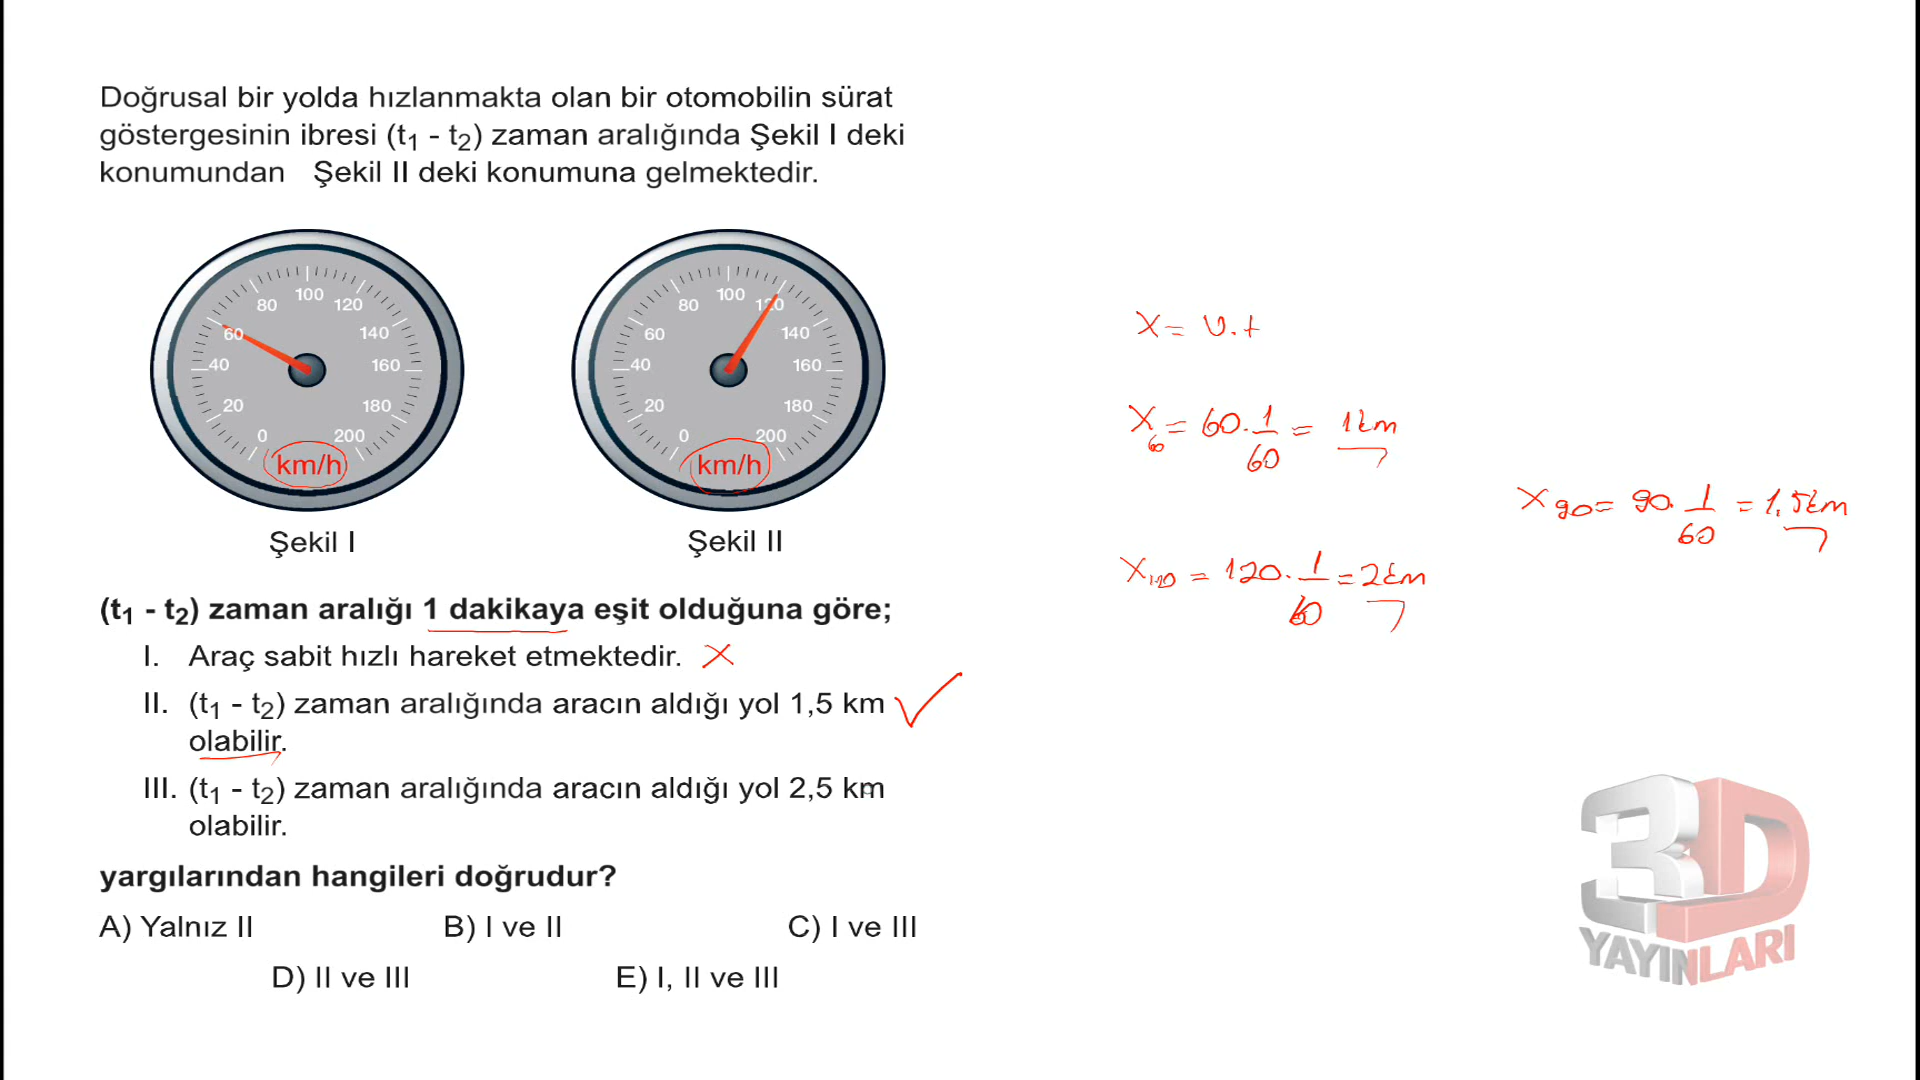 Doğrusal bir yolda hızlanmakta olan bir otomobilin sürat
göstergesinin ibresi (t₁ - t₂) zaman aralığında Şekil I deki
konumundan Şekil II deki konumuna gelmektedir.
0 20 40 60 80 100 120 140 160 180 200
km/h
0 20 40 60 80 100 120 140 160 180 200
km/h
Şekil I
Şekil II
(t₁ - t₂) zaman aralığı 1 dakikaya eşit olduğuna göre;
I. Araç sabit hızlı hareket etmektedir.
II. (t₁ - t₂) zaman aralığında aracın aldığı yol 1,5 km
olabilir.
III. (t₁ - t₂) zaman aralığında aracın aldığı yol 2,5 km
olabilir.
yargılarından hangileri doğrudur?
A) Yalnız II B) I ve II C) I ve III
D) II ve III E) I, II ve III
X = V.t
X₆₀ = 60. 1/60 = 1km
X₁₂₀ = 120. 1/60 = 2km
X₉₀ = 90. 1/60 = 1,5km
3D
YAYINLARI